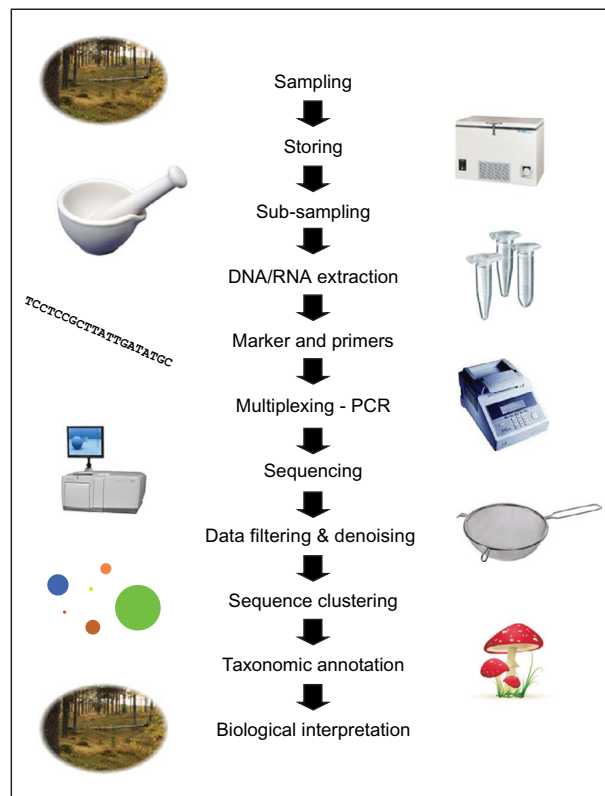 Sampling
Storing
Sub-sampling
DNA/RNA extraction
TCCTCCGCTTATTGATATGC
Marker and primers
Multiplexing - PCR
Sequencing
Data filtering & denoising
Sequence clustering
Taxonomic annotation
Biological interpretation